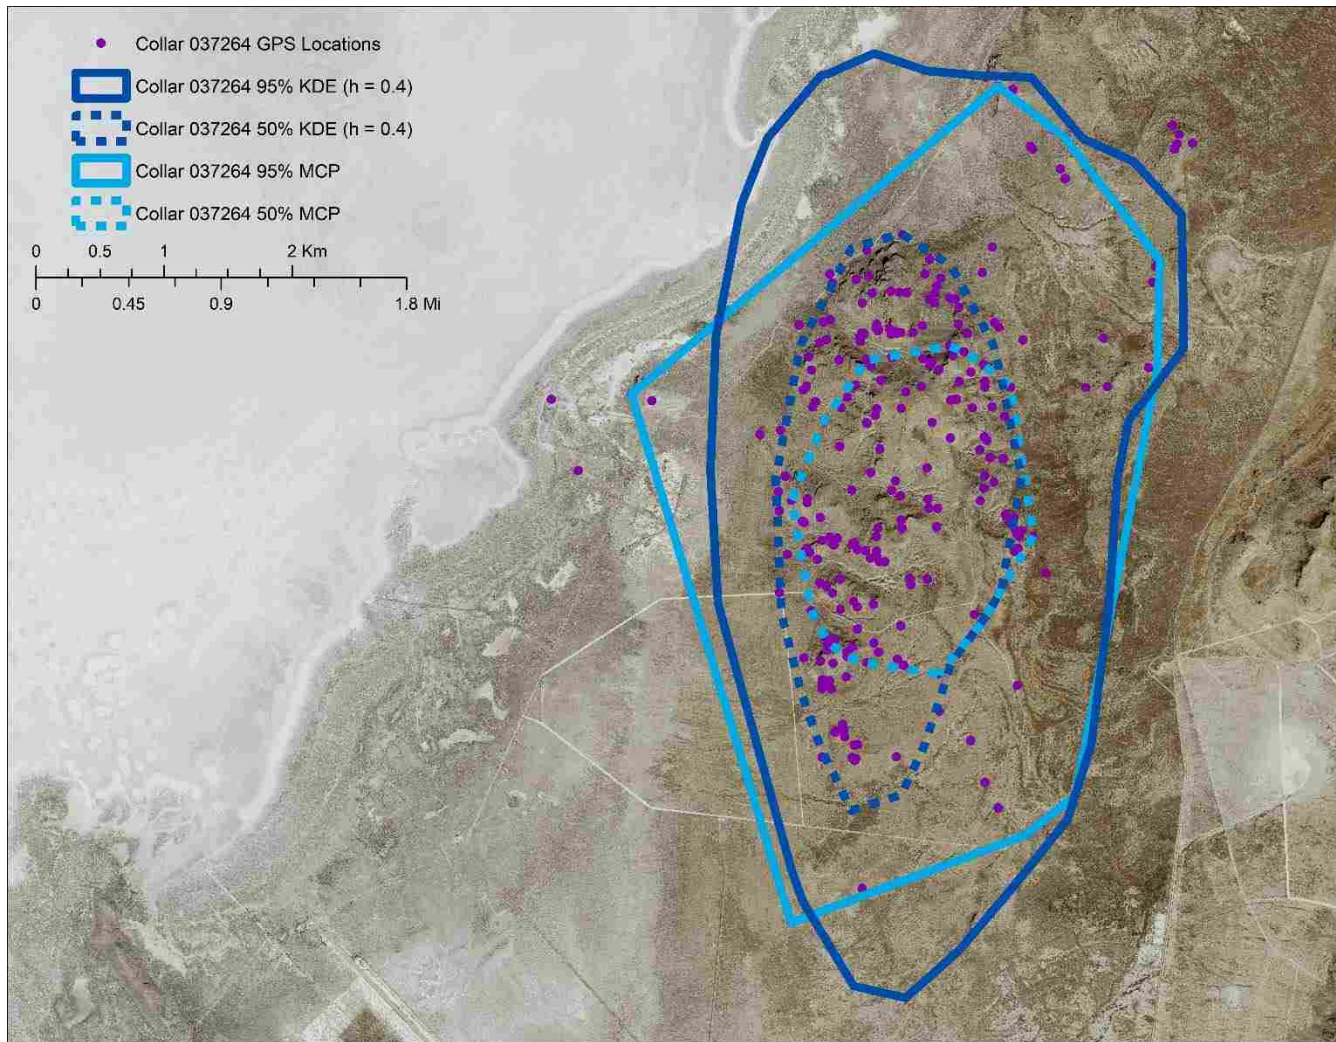 Collar 037264 GPS Locations
Collar 037264 95% KDE (h = 0.4)
Collar 037264 50% KDE (h = 0.4)
Collar 037264 95% MCP
Collar 037264 50% MCP
0 0.5 1 2 Km
0 0.45 0.9 1.8 Mi